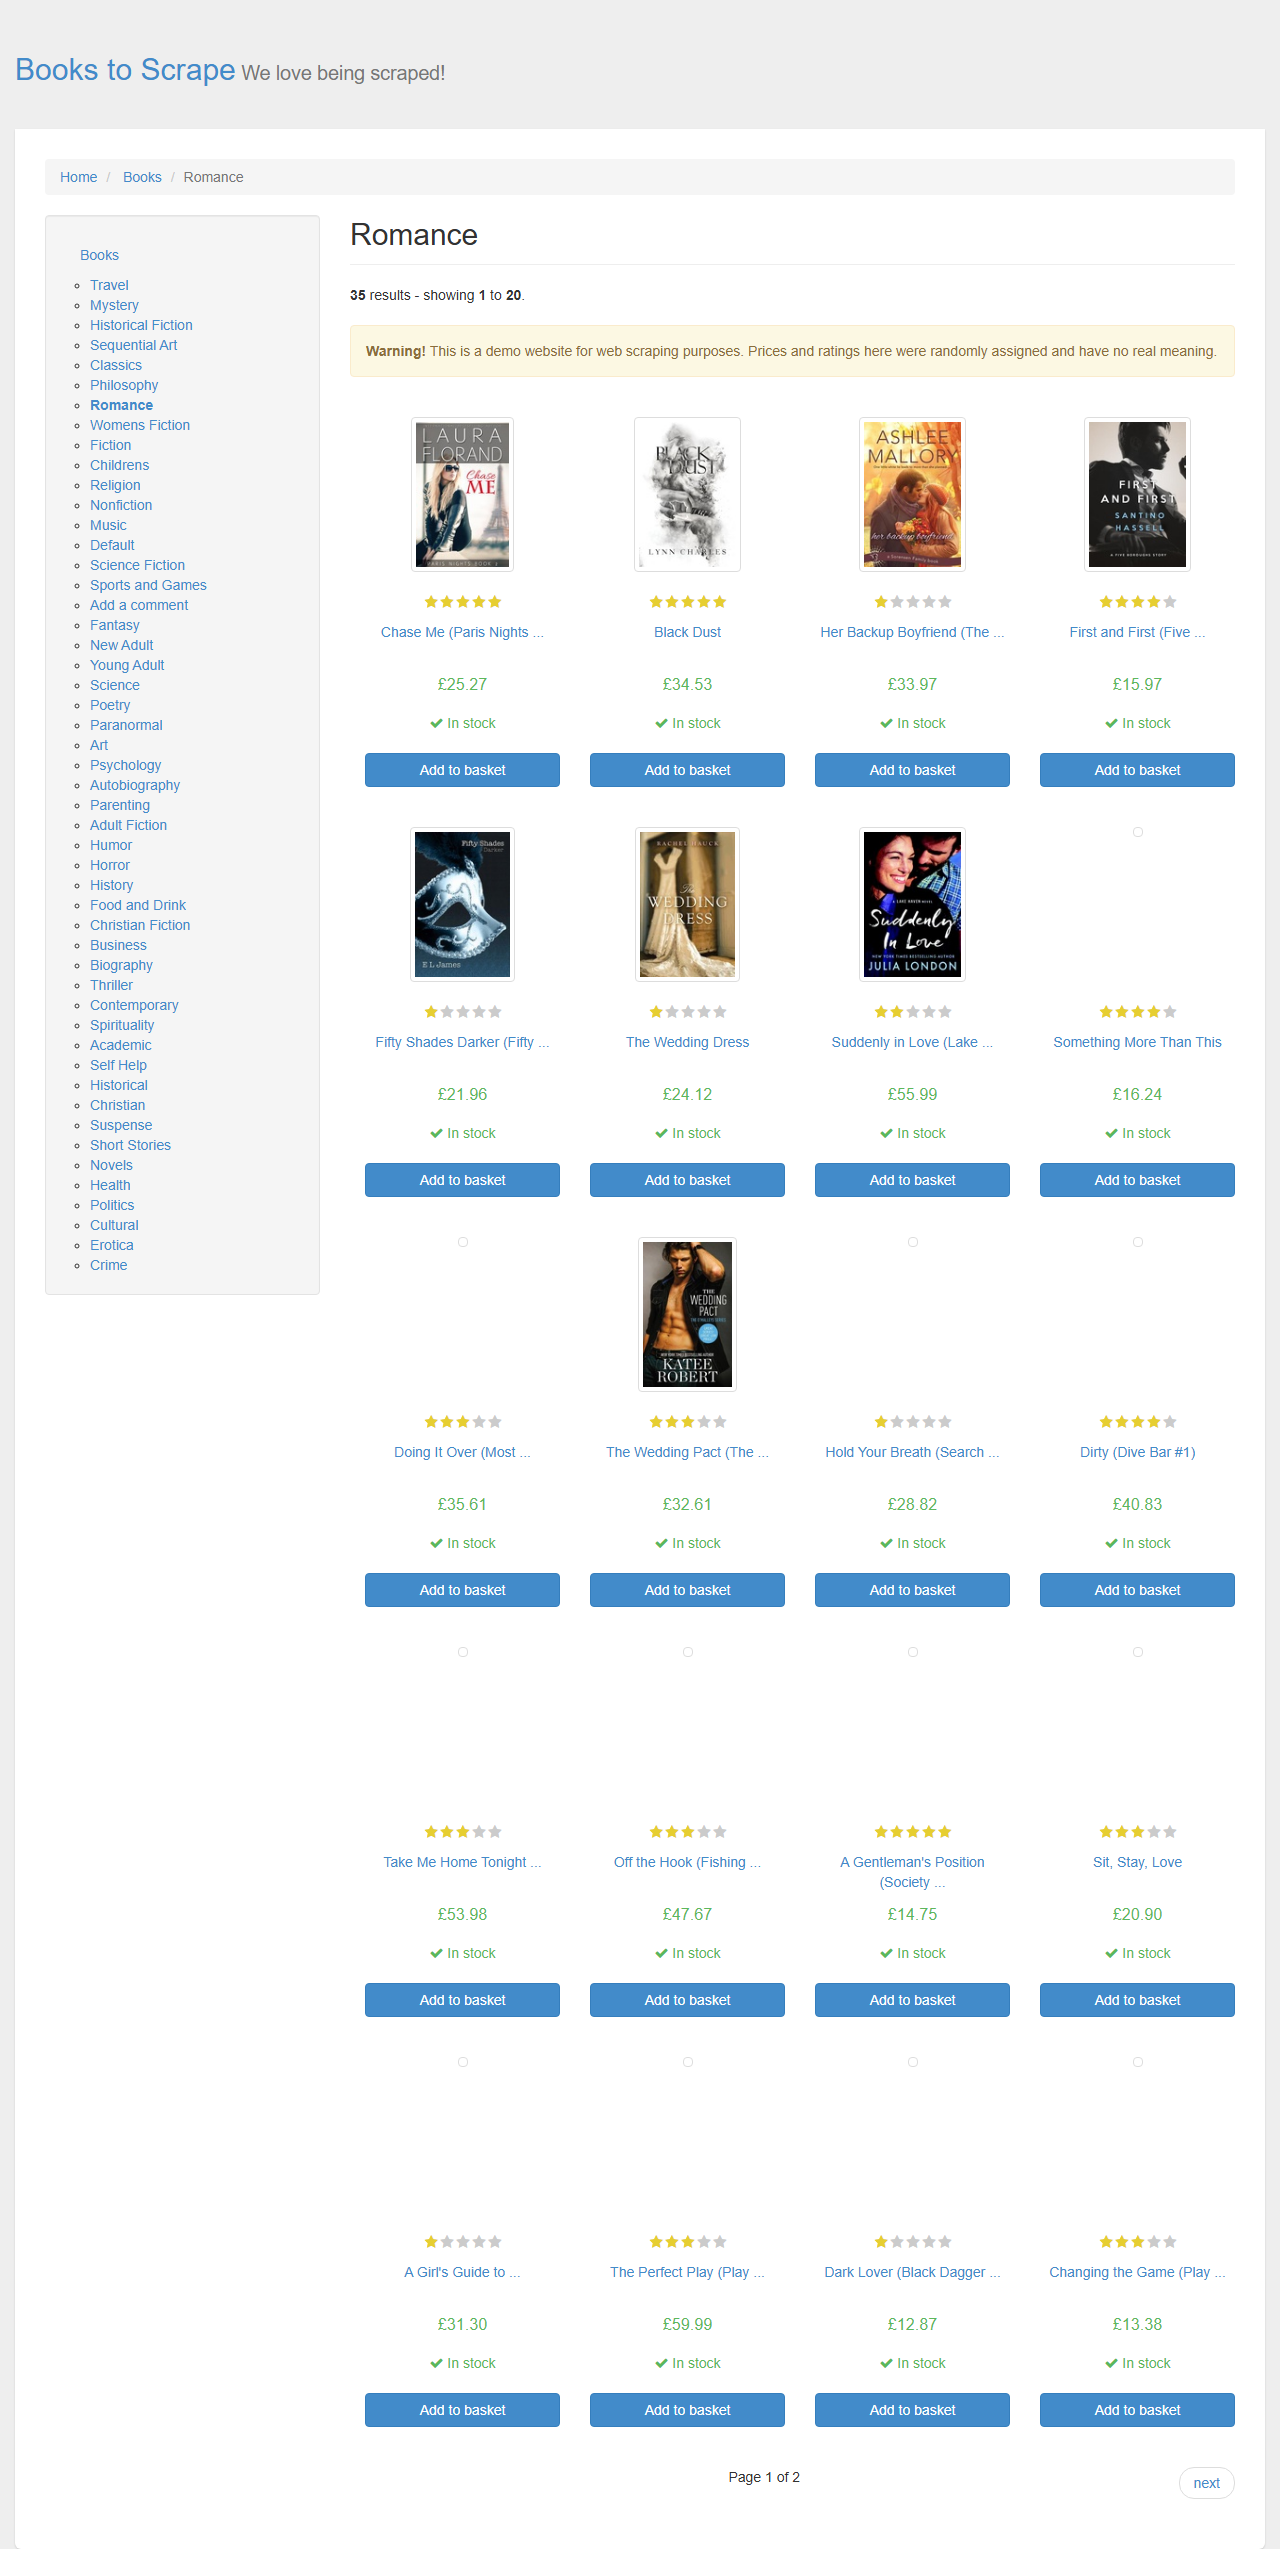 Books to Scrape We love being scraped!
Home / Books / Romance
Books
Travel
Mystery
Historical Fiction
Sequential Art
Classics
Philosophy
Romance
Womens Fiction
Fiction
Childrens
Religion
Nonfiction
Music
Default
Science Fiction
Sports and Games
Add a comment
Fantasy
New Adult
Young Adult
Science
Poetry
Paranormal
Art
Psychology
Autobiography
Parenting
Adult Fiction
Humor
Horror
History
Food and Drink
Christian Fiction
Business
Biography
Thriller
Contemporary
Spirituality
Academic
Self Help
Historical
Christian
Suspense
Short Stories
Novels
Health
Politics
Cultural
Erotica
Crime
Romance
35 results - showing 1 to 20.
Warning! This is a demo website for web scraping purposes. Prices and ratings here were randomly assigned and have no real meaning.
LAURA
FLORAND
Chase
ME
PARIS NIGHTS BOOK 2
BLACK
DUST
LYNN CHARLES
ASHLEE
MALLORY
her backup boyfriend
FIRST
AND FIRST
SANTINO
HASSELL
A FIVE BOROUGHS STORY
Chase Me (Paris Nights ... Black Dust Her Backup Boyfriend (The ... First and First (Five ...
£25.27 £34.53 £33.97 £15.97
In stock In stock In stock In stock
Add to basket Add to basket Add to basket Add to basket
Fifty Shades
Darker
E L James
RACHEL HAUCK
The
WEDDING
DRESS
A LAKE HAVEN NOVEL
Suddenly
In Love
NEW YORK TIMES BESTSELLING AUTHOR
JULIA LONDON
Fifty Shades Darker (Fifty ... The Wedding Dress Suddenly in Love (Lake ... Something More Than This
£21.96 £24.12 £55.99 £16.24
In stock In stock In stock In stock
Add to basket Add to basket Add to basket Add to basket
THE
WEDDING
PACT
KATEE
ROBERT
Doing It Over (Most ... The Wedding Pact (The ... Hold Your Breath (Search ... Dirty (Dive Bar #1)
£35.61 £32.61 £28.82 £40.83
In stock In stock In stock In stock
Add to basket Add to basket Add to basket Add to basket
Take Me Home Tonight ... Off the Hook (Fishing ... A Gentleman's Position (Society ... Sit, Stay, Love
£53.98 £47.67 £14.75 £20.90
In stock In stock In stock In stock
Add to basket Add to basket Add to basket Add to basket
A Girl's Guide to ... The Perfect Play (Play ... Dark Lover (Black Dagger ... Changing the Game (Play ...
£31.30 £59.99 £12.87 £13.38
In stock In stock In stock In stock
Add to basket Add to basket Add to basket Add to basket
Page 1 of 2
next